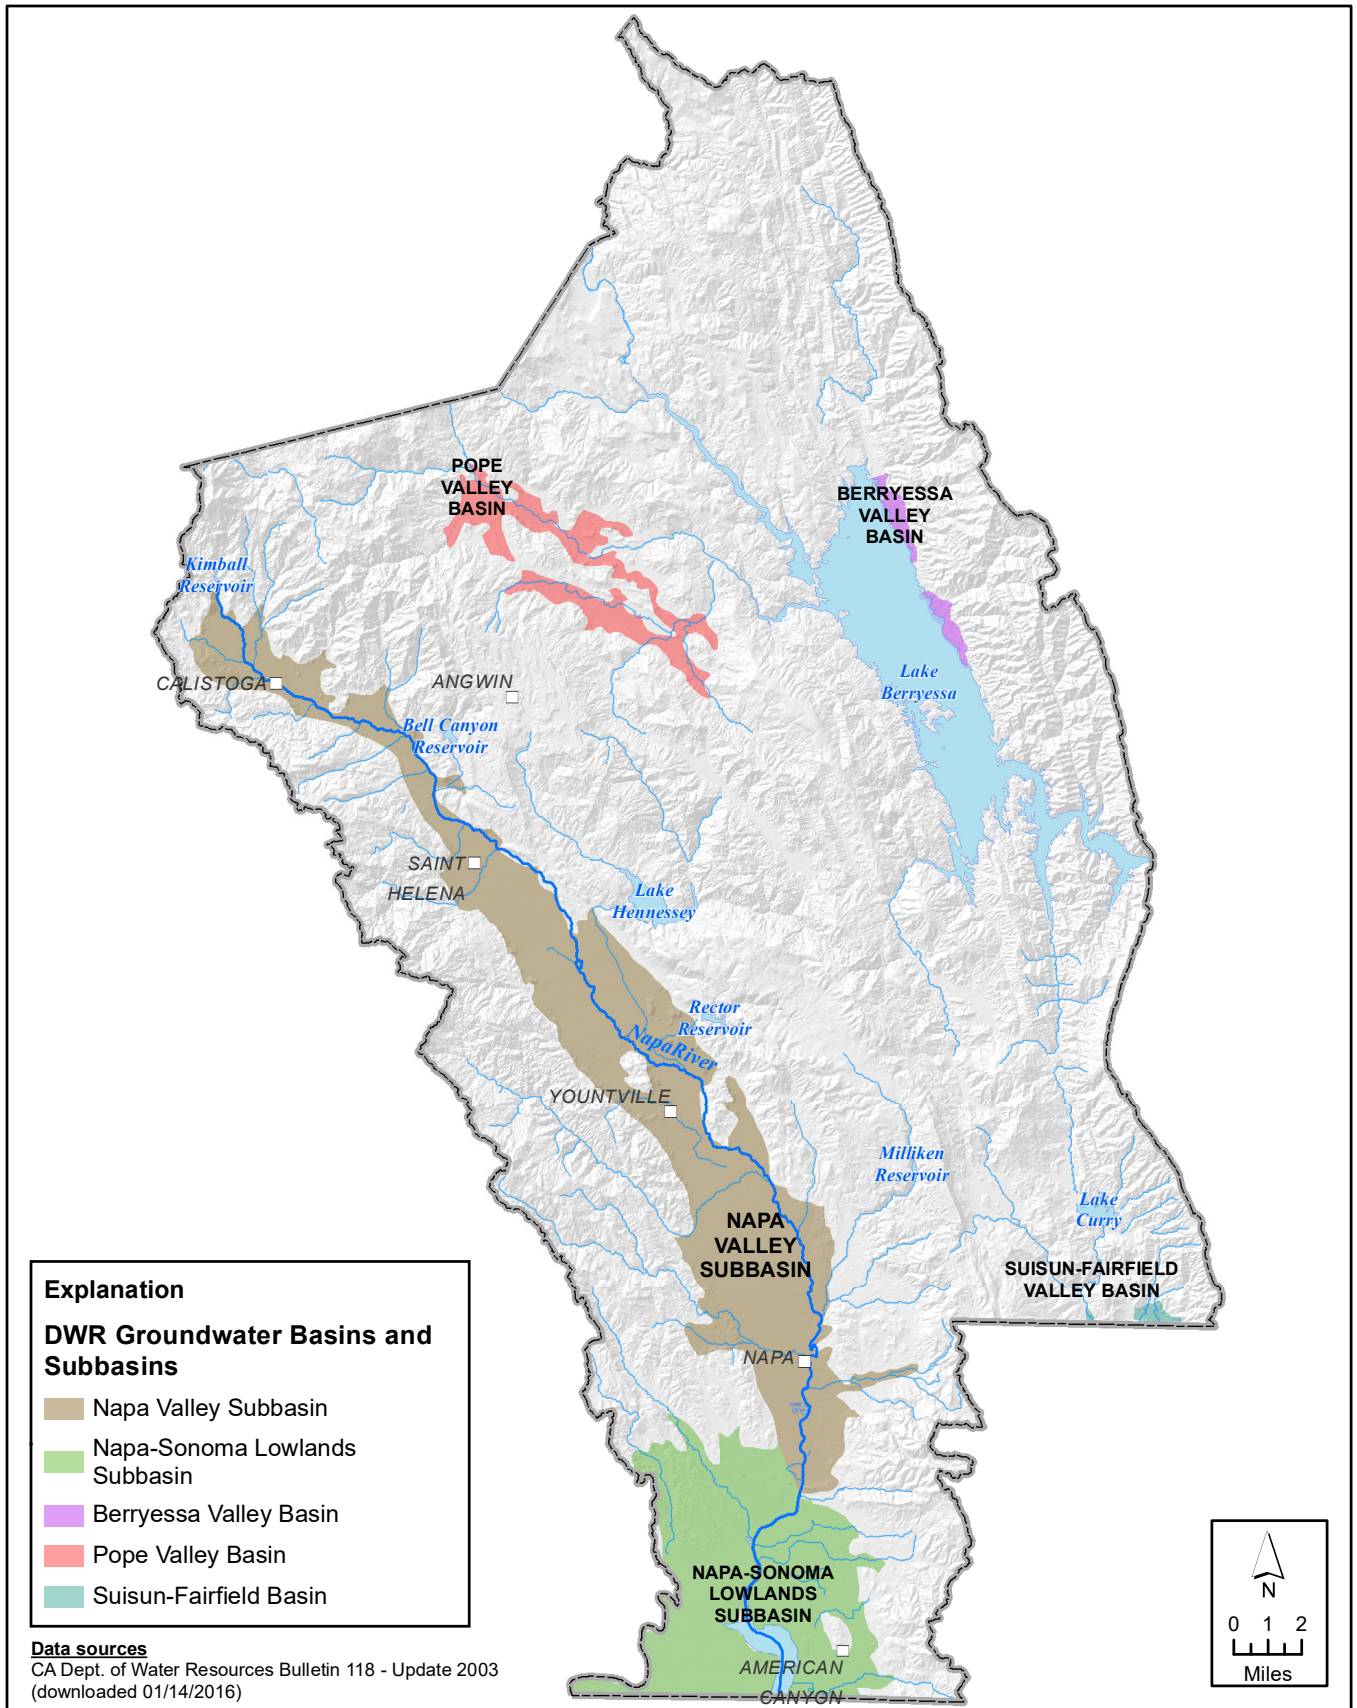 POPE
VALLEY
BASIN
BERRYESSA
VALLEY
BASIN
Kimball
Reservoir
CALISTOGA
ANGWIN
Lake
Berryessa
Bell Canyon
Reservoir
SAINT
HELENA
Lake
Hennessey
Rector
Reservoir
NapaRiver
YOUNTVILLE
Milliken
Reservoir
Lake
Curry
NAPA
VALLEY
SUBBASIN
SUISUN-FAIRFIELD
VALLEY BASIN
NAPA
NAPA-SONOMA
LOWLANDS
SUBBASIN
AMERICAN
CANYON
Explanation
DWR Groundwater Basins and
Subbasins
Napa Valley Subbasin
Napa-Sonoma Lowlands
Subbasin
Berryessa Valley Basin
Pope Valley Basin
Suisun-Fairfield Basin
Data sources
CA Dept. of Water Resources Bulletin 118 - Update 2003
(downloaded 01/14/2016)
N
0 1 2
Miles